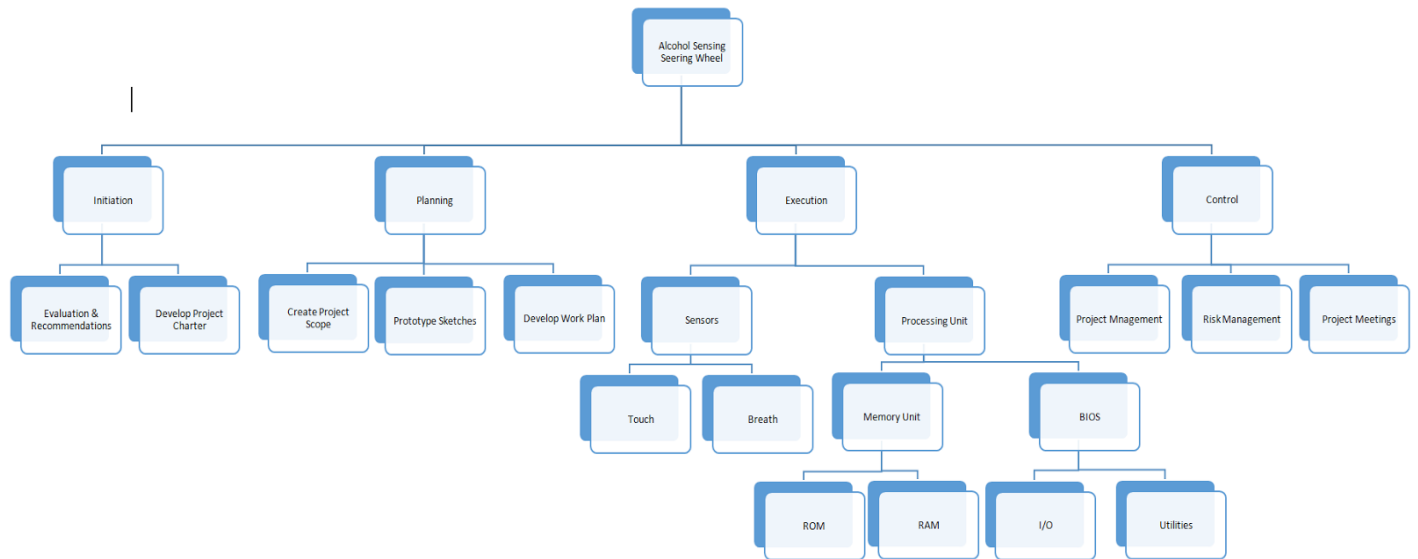 Alcohol Sensing
Seering Wheel
Initiation
Planning
Execution
Control
Evaluation &
Recommendations
Develop Project
Charter
Create Project
Scope
Prototype Sketches
Develop Work Plan
Sensors
Processing Unit
Project Mnagement
Risk Management
Project Meetings
Touch
Breath
Memory Unit
BIOS
ROM
RAM
I/O
Utilities